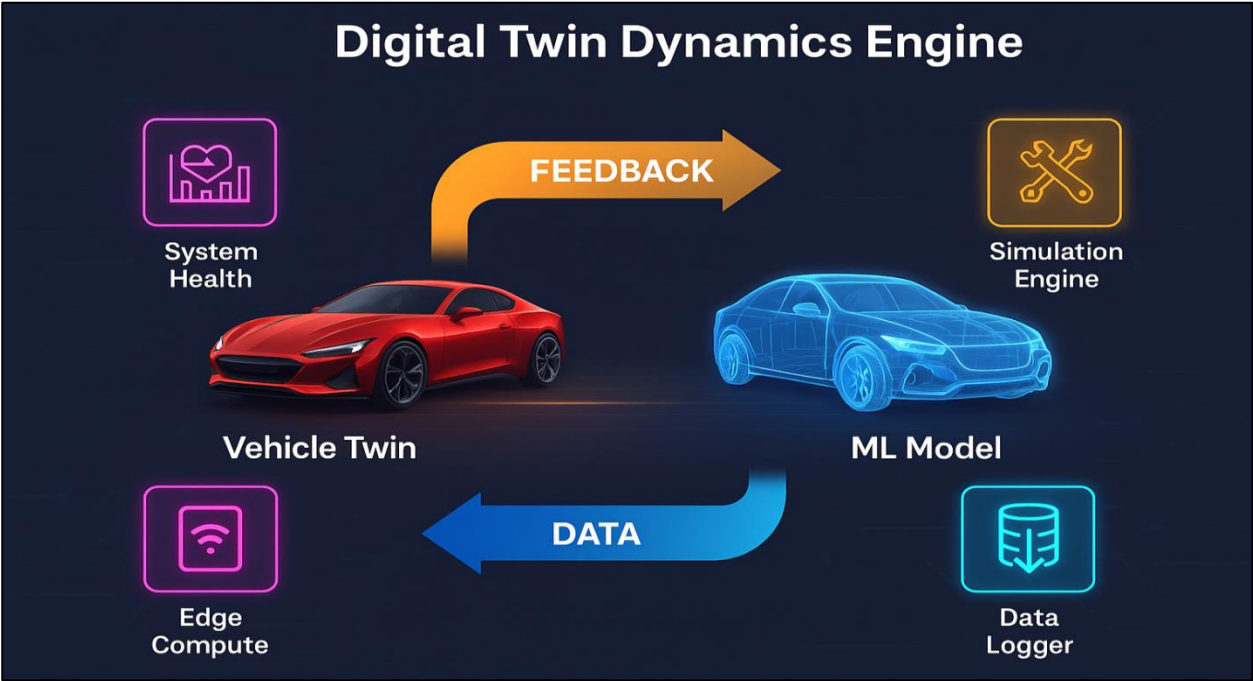 Digital Twin Dynamics Engine
FEEDBACK
System
Health
Simulation
Engine
Vehicle Twin
ML Model
DATA
Edge
Compute
Data
Logger